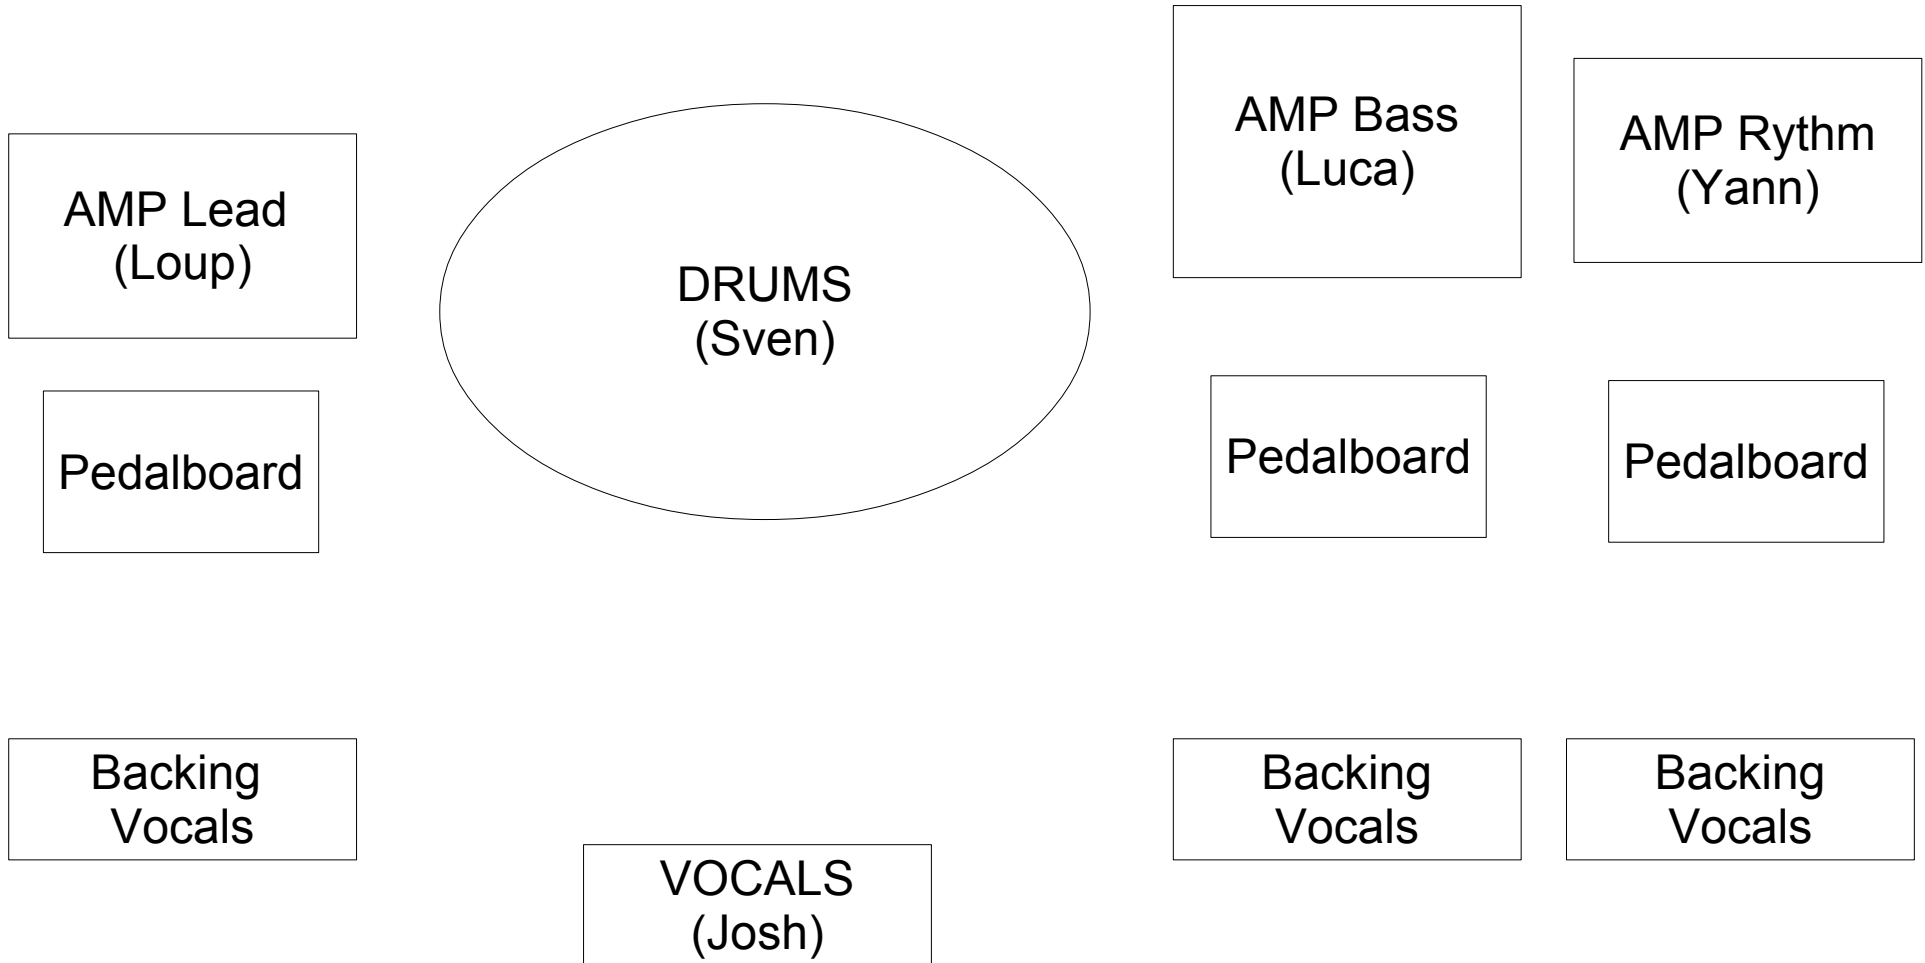 AMP Lead
(Loup)
DRUMS
(Sven)
AMP Bass
(Luca)
AMP Rythm
(Yann)
Pedalboard
Pedalboard
Pedalboard
Backing
Vocals
VOCALS
(Josh)
Backing
Vocals
Backing
Vocals